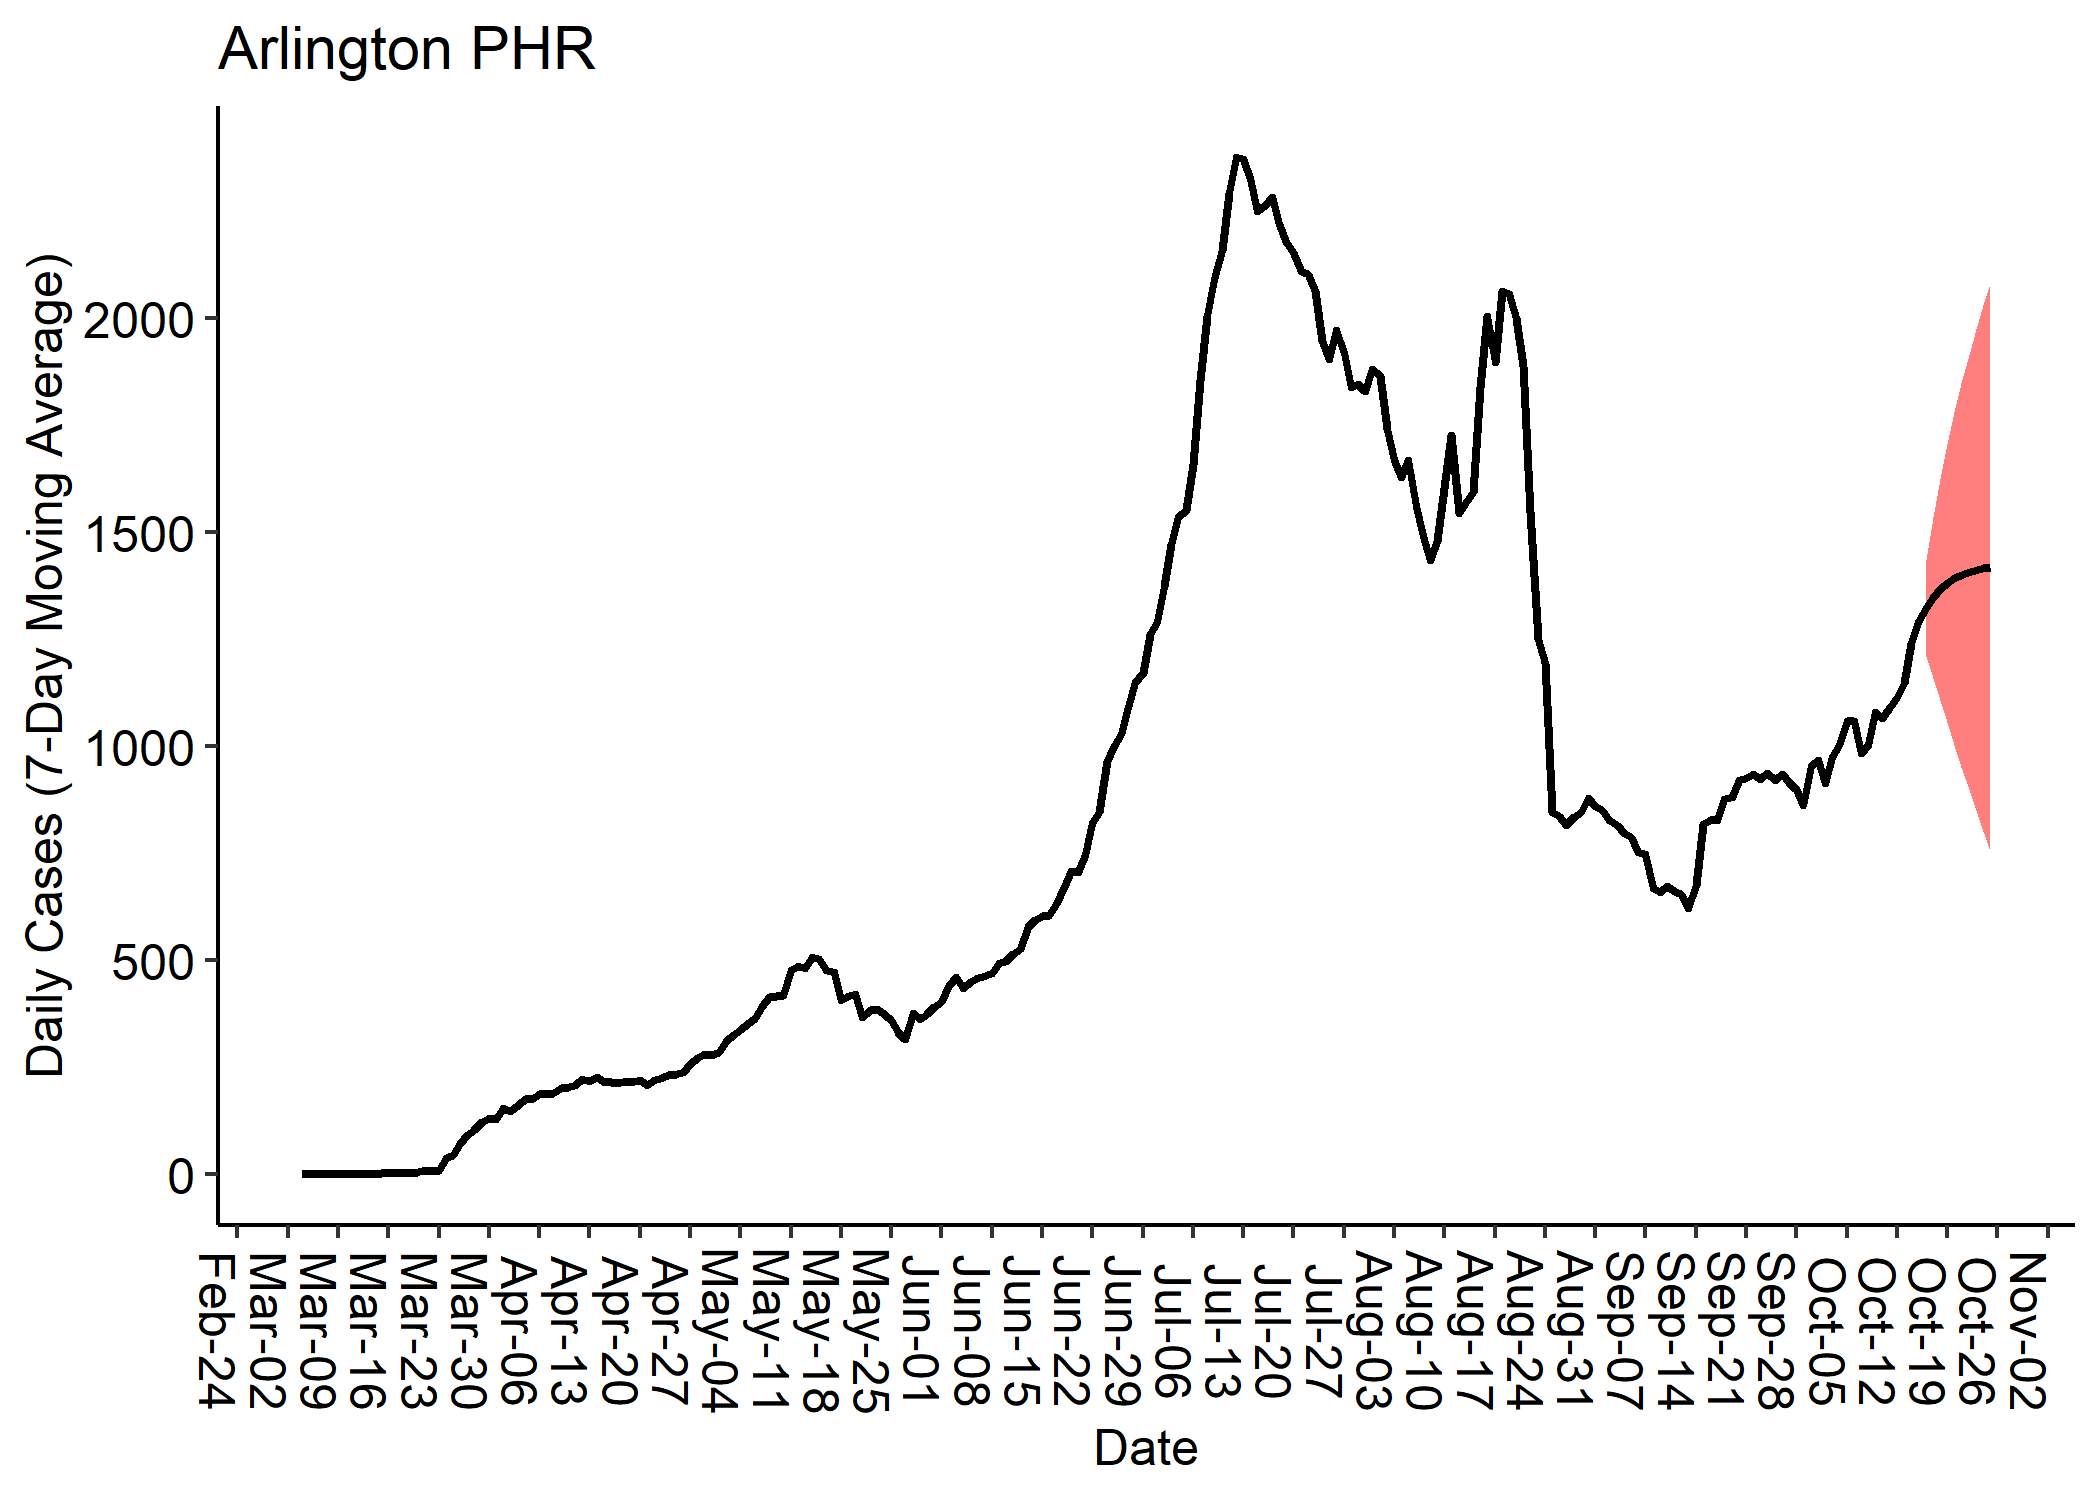 Arlington PHR
Daily Cases (7-Day Moving Average)
2000
1500
1000
500
0
Feb-24
Mar-02
Mar-09
Mar-16
Mar-23
Mar-30
Apr-06
Apr-13
Apr-20
Apr-27
May-04
May-11
May-18
May-25
Jun-01
Jun-08
Jun-15
Jun-22
Jun-29
Jul-06
Jul-13
Jul-20
Jul-27
Aug-03
Aug-10
Aug-17
Aug-24
Aug-31
Sep-07
Sep-14
Sep-21
Sep-28
Oct-05
Oct-12
Oct-19
Oct-26
Nov-02
Date